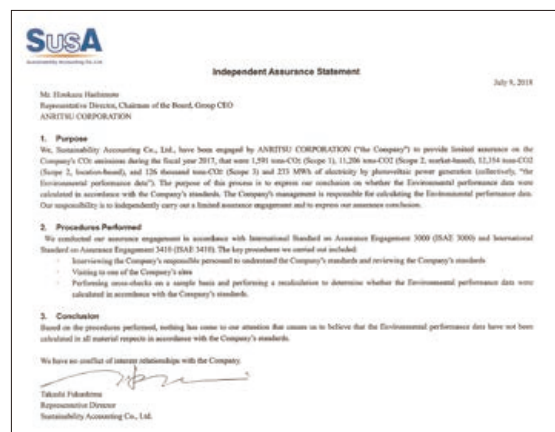 SusA
Sustainability Accounting Co., Ltd.
Independent Assurance Statement
July 9, 2018
Mr. Hirokazu Hashimoto
Representative Director, Chairman of the Board, Group CEO
ANRITSU CORPORATION
1. Purpose
We, Sustainability Accounting Co., Ltd., have been engaged by ANRITSU CORPORATION ("the Company") to provide limited assurance on the
Company's CO2 emissions during the fiscal year 2017, that were 1,591 tons-CO2 (Scope 1), 11,206 tons-CO2 (Scope 2, market-based), tons-CO2
(Scope 2, location-based), and 126 thousand tons-CO2 (Scope 3) and 233 MWh of electricity by photovoltaic power generation (collectively, "the
Environmental performance data"). The purpose of this process is to express our conclusion on whether the Environmental performance data were
calculated in accordance with the Company's standards. The Company's management is responsible for calculating the Environmental performance data.
Our responsibility is to independently carry out a limited assurance engagement and to express our assurance conclusion.
2. Procedures Performed
We conducted our assurance engagement in accordance with International Standard on Assurance Engagement 3000 (ISAE 3000) and International
Standard on Assurance Engagement 3410 (ISAE 3410). The key procedures we carried out included:
· Interviewing the Company's responsible personnel to understand the Company's standards and reviewing the Company's standards
· Visiting to one of the Company's sites
· Performing cross-checks on a sample basis and performing a recalculation to determine whether the Environmental performance data were
calculated in accordance with the Company's standards.
3. Conclusion
Based on the procedures performed, nothing has come to our attention that causes us to believe that the Environmental performance data have not been
calculated in all material respects in accordance with the Company's standards.
We have no conflict of interest relationships with the Company.
Takashi Fukushima
Representative Director
Sustainability Accounting Co., Ltd.